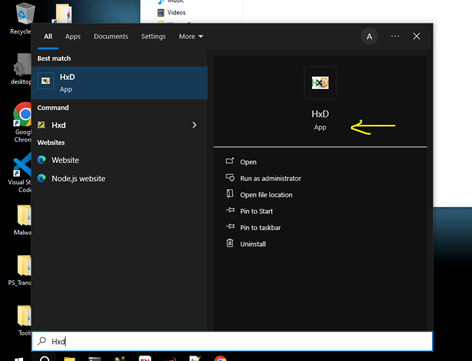 Music
Videos
Recycle
All Apps Documents Settings More A
Best match
HxD
App
Command
Hxd
Websites
Website
Node.js website
HxD
App
Open
Run as administrator
Open file location
Pin to Start
Pin to taskbar
Uninstall
desktop
Google
Chrom
Visual St
Code
Malwa
PS_Trans
Tools
Hxd